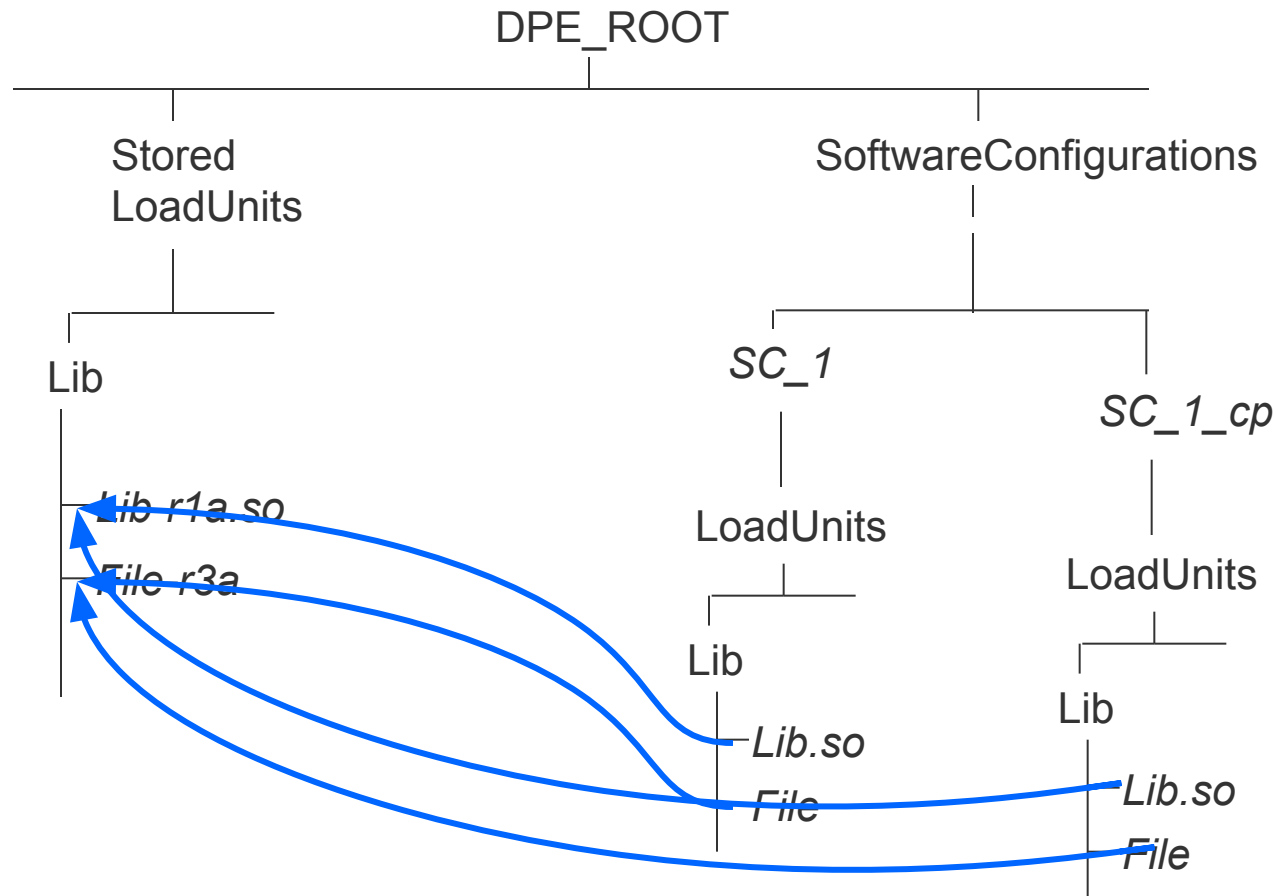 DPE_ROOT
Stored
LoadUnits
SoftwareConfigurations
Lib
Lib-r1a.so
File-r3a
SC_1
LoadUnits
Lib
Lib.so
File
SC_1_cp
LoadUnits
Lib
Lib.so
File